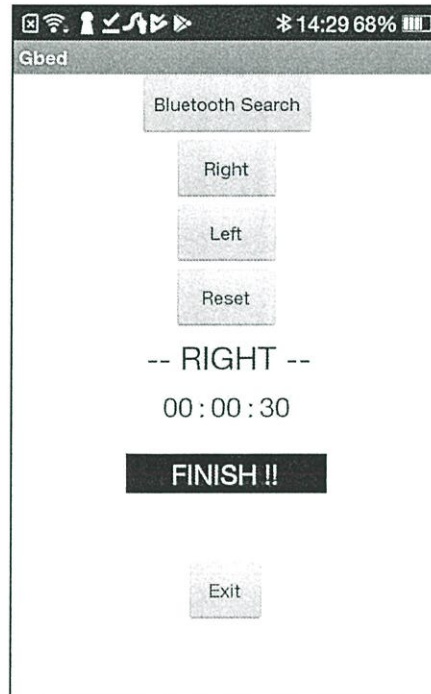 14:29 68%
Gbed
Bluetooth Search
Right
Left
Reset
-- RIGHT --
00 : 00 : 30
FINISH !!
Exit